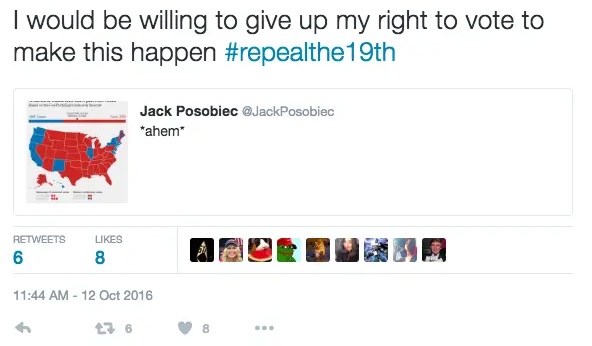 I would be willing to give up my right to vote to
make this happen #repealthe19th
Jack Posobiec @JackPosobiec
*ahem*
RETWEETS
LIKES
6
8
11:44 AM - 12 Oct 2016
6
8